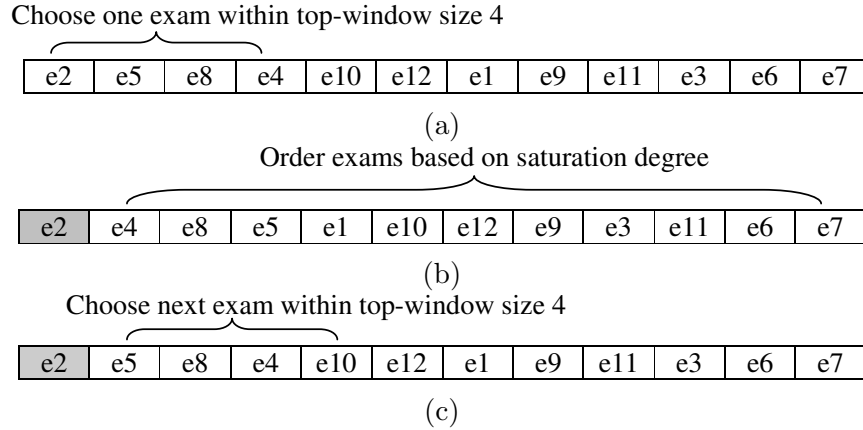 Choose one exam within top-window size 4
e2 e5 e8 e4 e10 e12 e1 e9 e11 e3 e6 e7
(a)
Order exams based on saturation degree
e2 e4 e8 e5 e1 e10 e12 e9 e3 e11 e6 e7
(b)
Choose next exam within top-window size 4
e2 e5 e8 e4 e10 e12 e1 e9 e11 e3 e6 e7
(c)